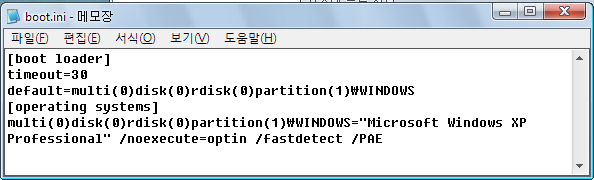 boot.ini - 메모장
파일(F) 편집(E) 서식(O) 보기(V) 도움말(H)
[boot loader]
timeout=30
default=multi(0)disk(0)rdisk(0)partition(1)₩WINDOWS
[operating systems]
multi(0)disk(0)rdisk(0)partition(1)₩WINDOWS="Microsoft Windows XP
Professional" /noexecute=optin /fastdetect /PAE